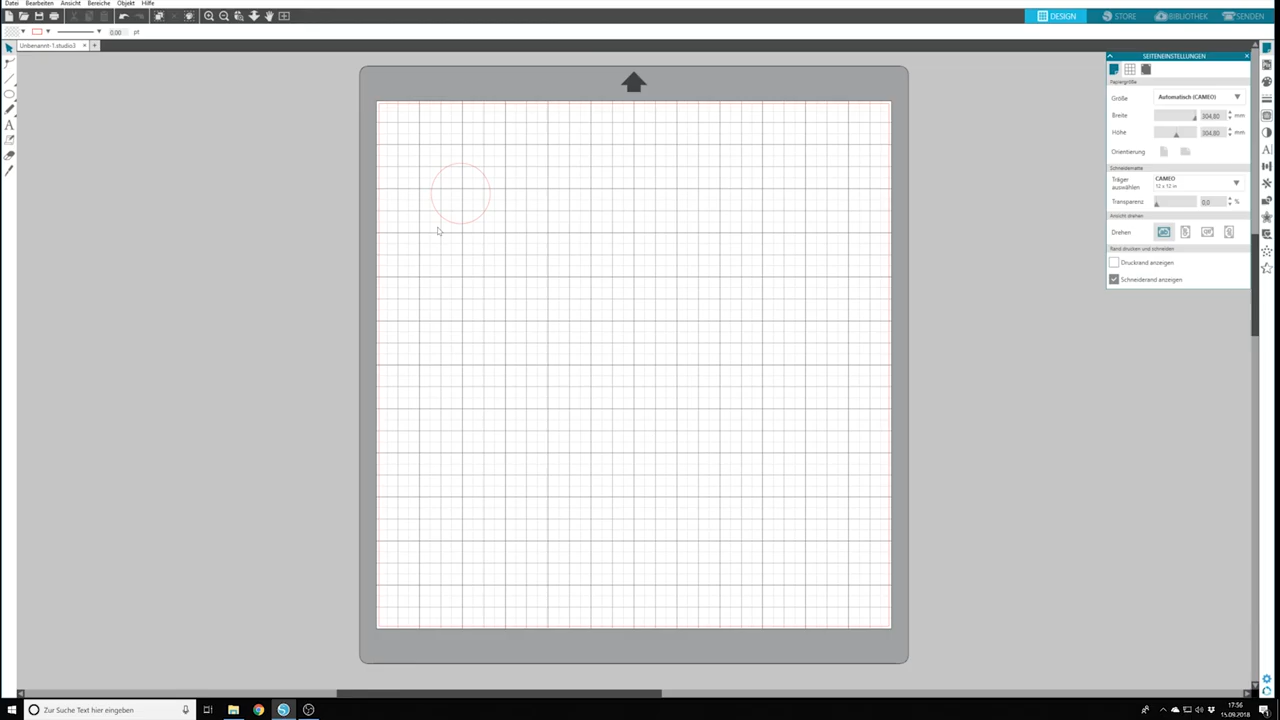 Datei Bearbeiten Ansicht Bereiche Objekt Hilfe
DESIGN STORE BIBLIOTHEK SENDEN
0.00 pt
Unbenannt-1.studio3 × +
SEITENEINSTELLUNGEN
Papiergröße
Größe Automatisch (CAMEO)
Breite 304,80 mm
Höhe 304,80 mm
Orientierung
Schneidematte
Träger auswählen CAMEO
12 x 12 in
Transparenz 0,0 %
Ansicht drehen
Drehen
Rand drucken und schneiden
Druckrand anzeigen
Schneiderand anzeigen
Zur Suche Text hier eingeben
17:56
15.09.2018